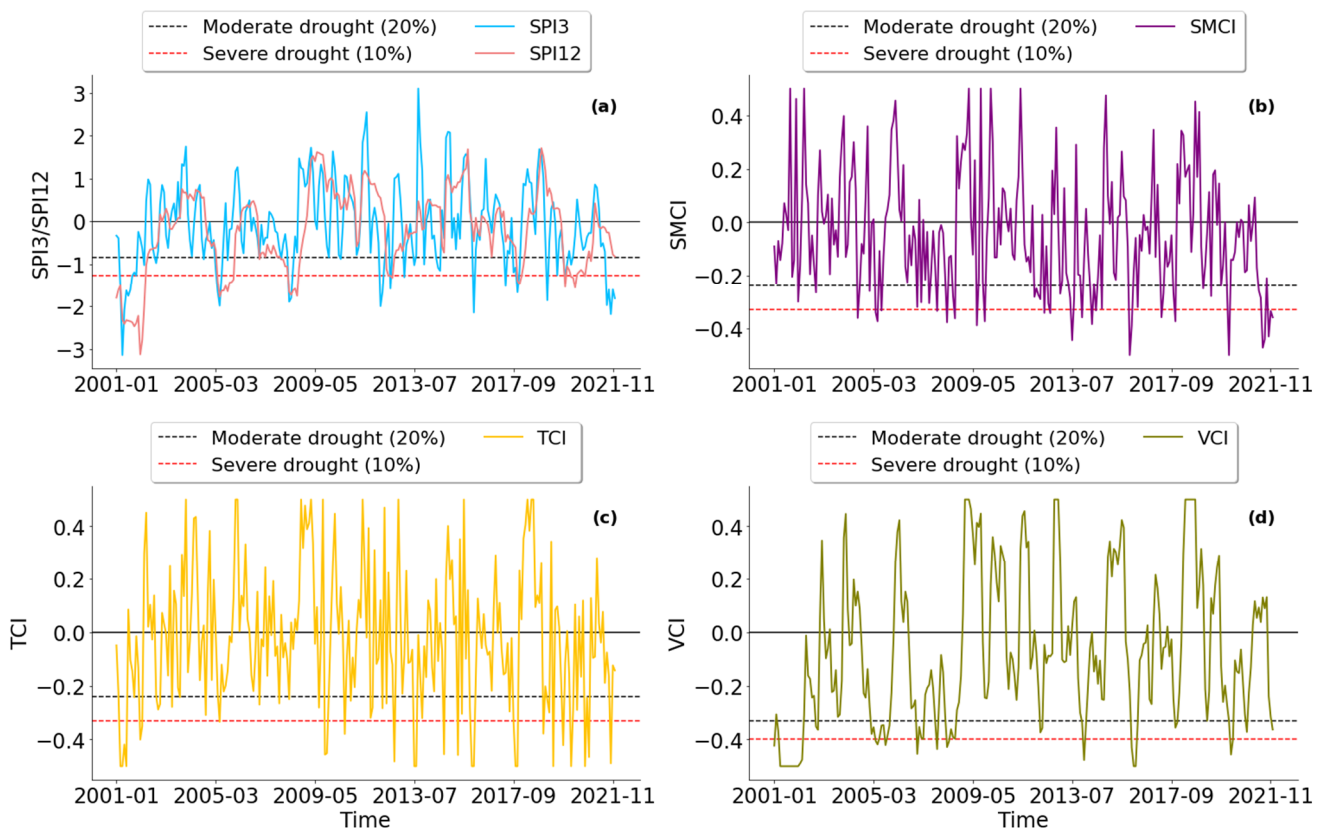 Moderate drought (20%) SPI3
Severe drought (10%) SPI12
(a)
SPI3/SPI12
3
2
1
0
−1
−2
−3
2001-01 2005-03 2009-05 2013-07 2017-09 2021-11
Moderate drought (20%) SMCI
Severe drought (10%)
(b)
SMCI
0.4
0.2
0.0
−0.2
−0.4
2001-01 2005-03 2009-05 2013-07 2017-09 2021-11
Moderate drought (20%) TCI
Severe drought (10%)
(c)
TCI
0.4
0.2
0.0
−0.2
−0.4
2001-01 2005-03 2009-05 2013-07 2017-09 2021-11
Time
Moderate drought (20%) VCI
Severe drought (10%)
(d)
VCI
0.4
0.2
0.0
−0.2
−0.4
2001-01 2005-03 2009-05 2013-07 2017-09 2021-11
Time